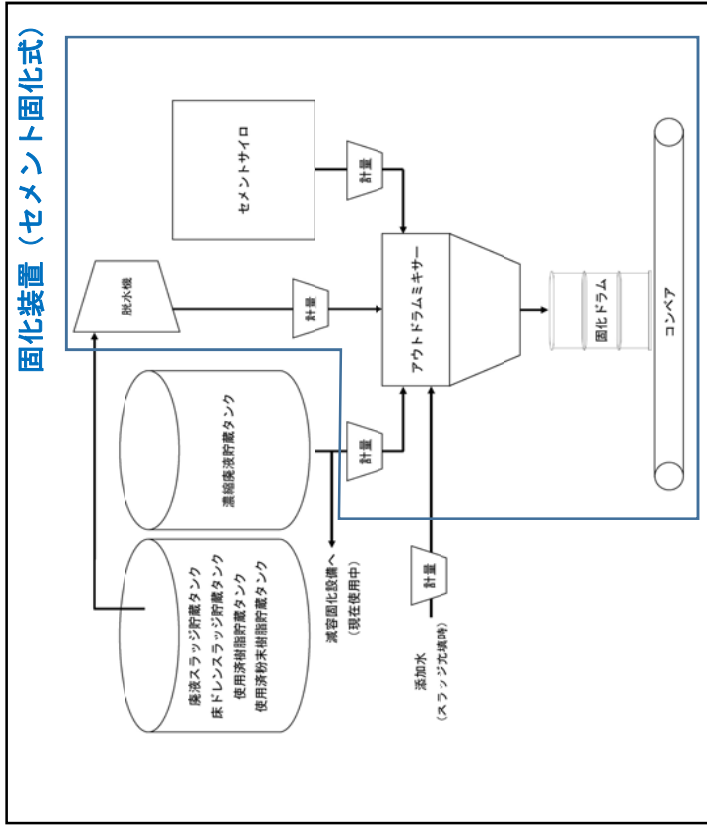 固化装置（セメント固化式）
廃液スラッジ貯蔵タンク
床ドレンスラッジ貯蔵タンク
使用済樹脂貯蔵タンク
使用済粉末樹脂貯蔵タンク
濃縮廃液貯蔵タンク
脱水機
セメントサイロ
減容固化設備へ
（現在使用中）
計量
計量
計量
添加水
（スラッジ充填時）
計量
アウトドラムミキサー
固化ドラム
コンベア